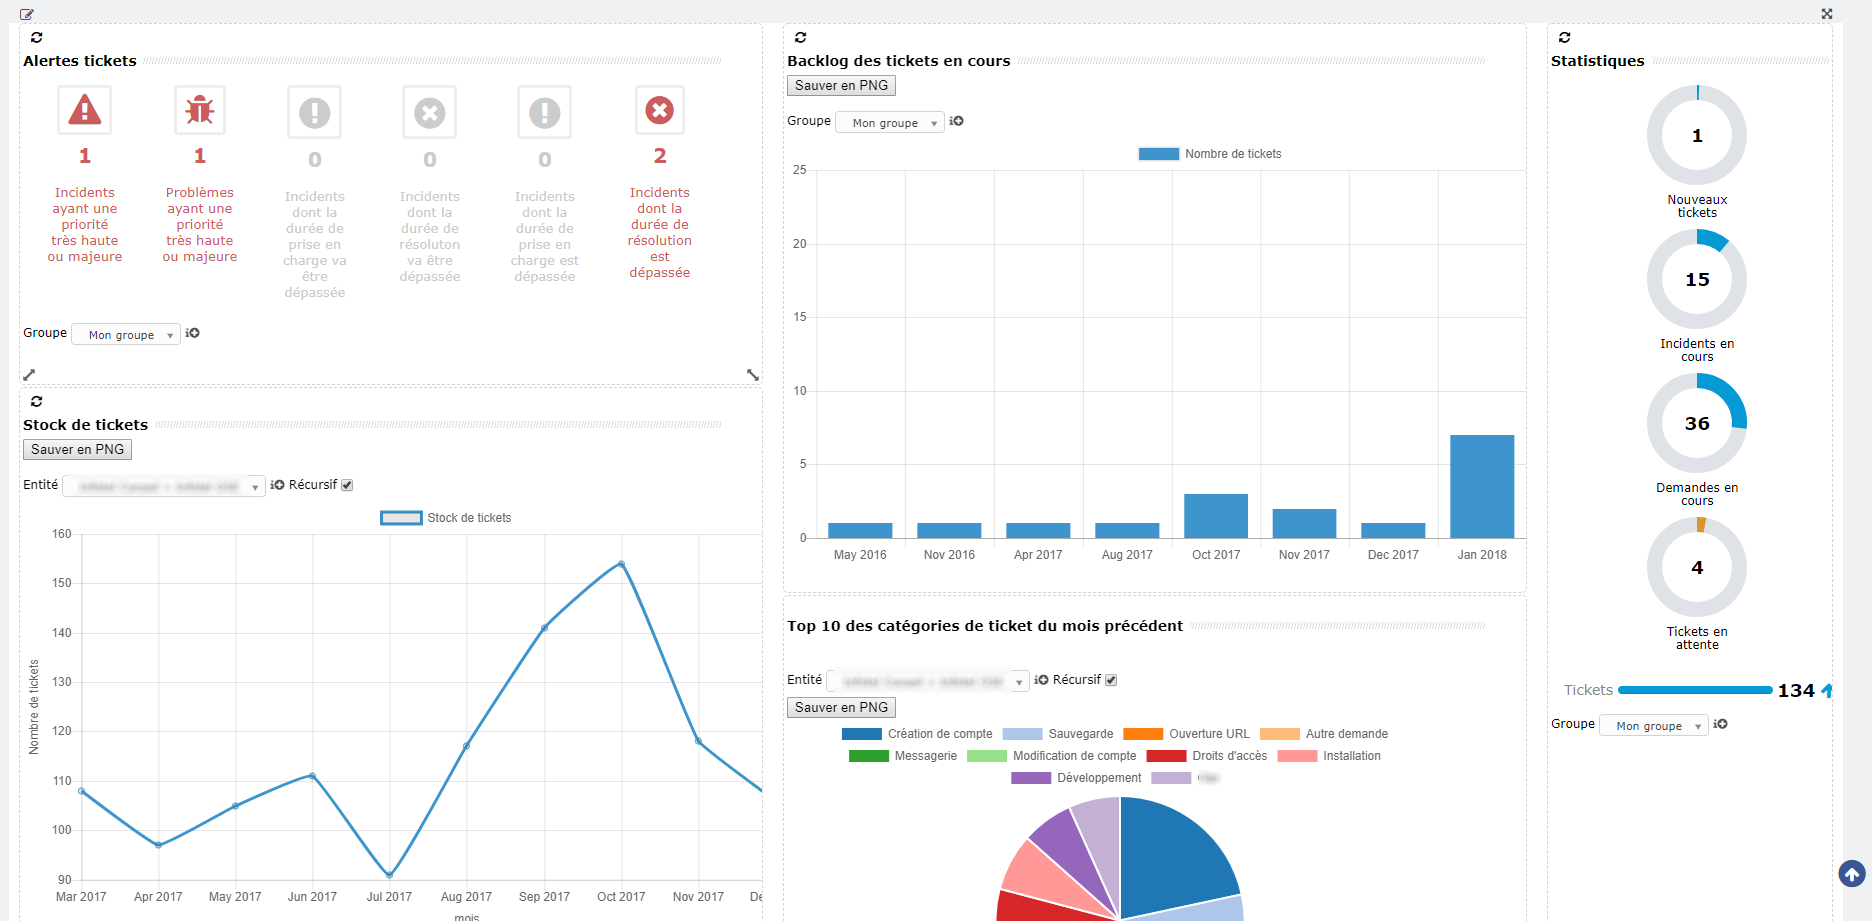 Alertes tickets
1
Incidents
ayant une
priorité
très haute
ou majeure
1
Problèmes
ayant une
priorité
très haute
ou majeure
0
Incidents
dont la
durée de
prise en
charge va
être
dépassée
0
Incidents
dont la
durée de
résoluton
va être
dépassée
0
Incidents
dont la
durée de
prise en
charge est
dépassée
2
Incidents
dont la
durée de
résolution
est
dépassée
Groupe Mon groupe
Stock de tickets
Sauver en PNG
Entité Récursif
Stock de tickets
160
150
140
130
120
110
100
90
Nombre de tickets
Mar 2017 Apr 2017 May 2017 Jun 2017 Jul 2017 Aug 2017 Sep 2017 Oct 2017 Nov 2017 De
mois
Backlog des tickets en cours
Sauver en PNG
Groupe Mon groupe
Nombre de tickets
25
20
15
10
5
0
May 2016 Nov 2016 Apr 2017 Aug 2017 Oct 2017 Nov 2017 Dec 2017 Jan 2018
Top 10 des catégories de ticket du mois précédent
Entité Récursif
Sauver en PNG
Création de compte Sauvegarde Ouverture URL Autre demande
Messagerie Modification de compte Droits d'accès Installation
Développement
Statistiques
1
Nouveaux
tickets
15
Incidents en
cours
36
Demandes en
cours
4
Tickets en
attente
Tickets 134
Groupe Mon groupe